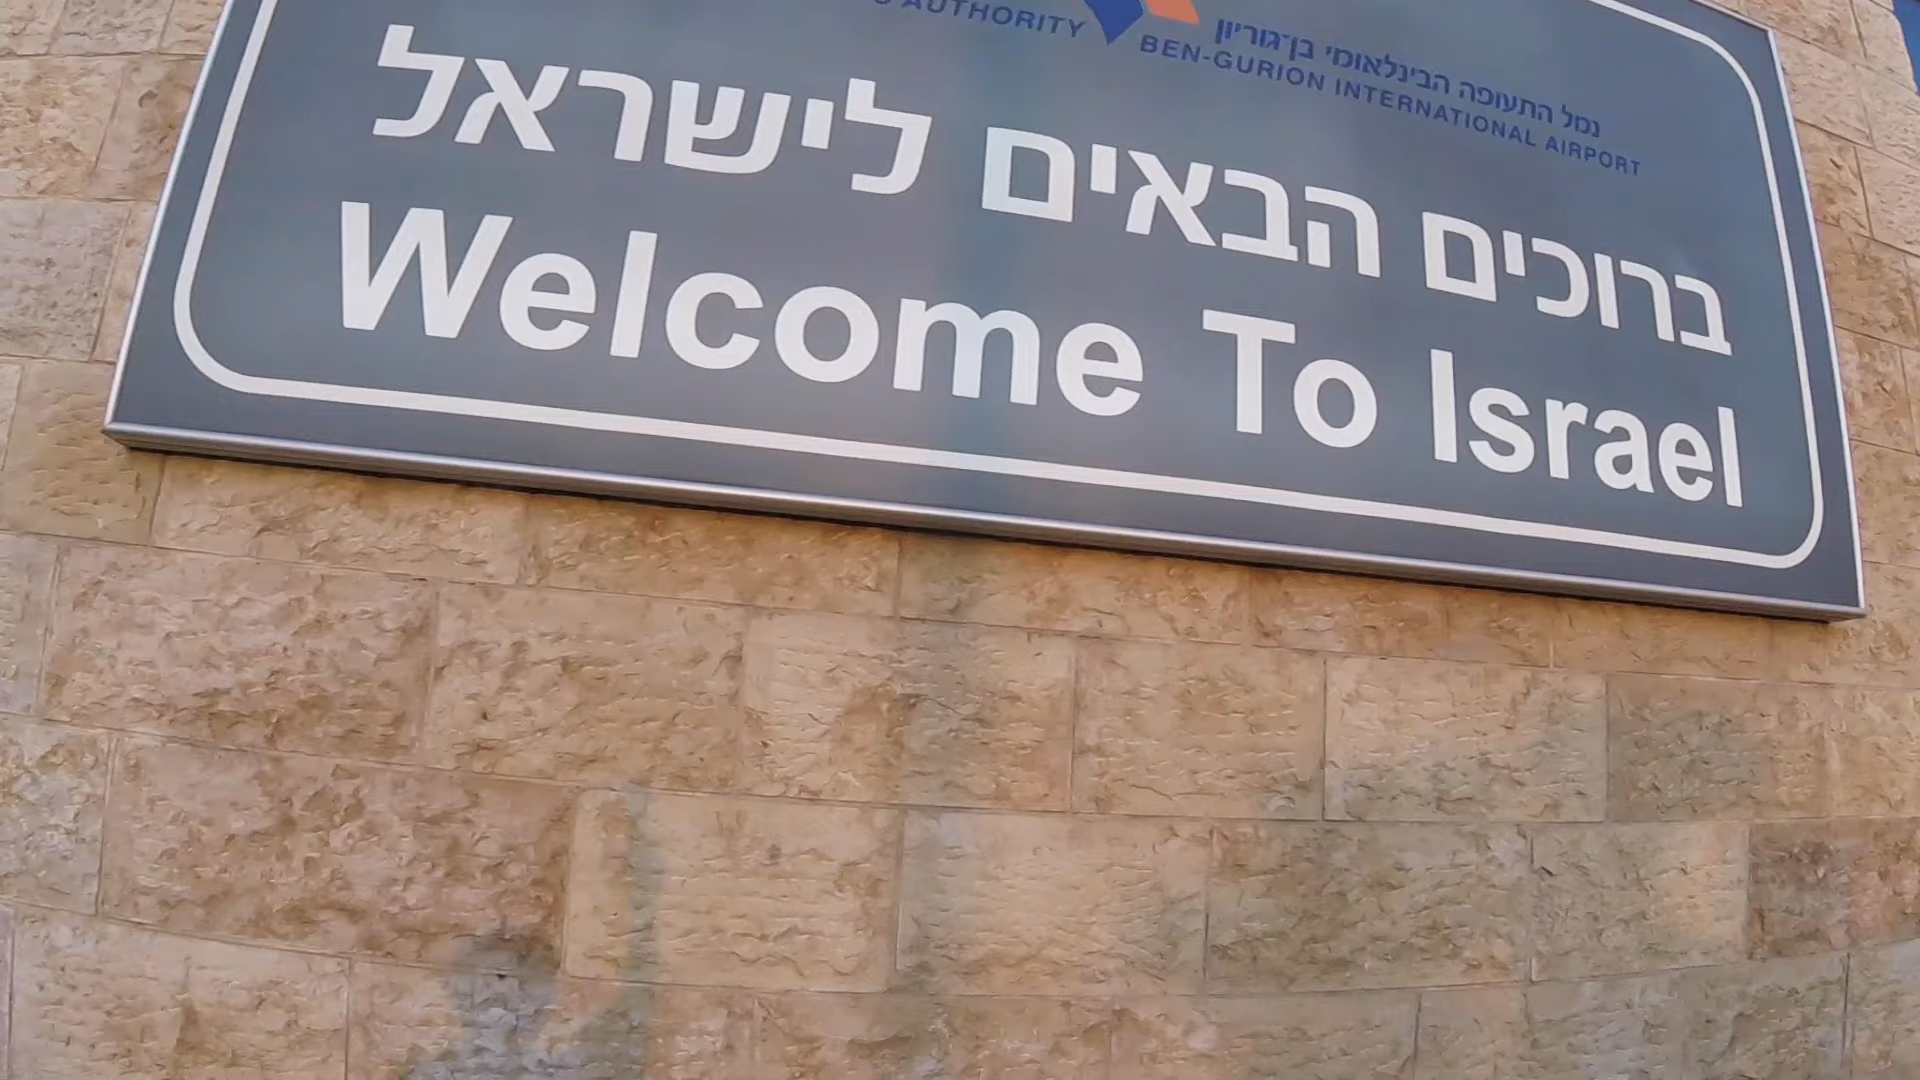 AUTHORITY
נמל התעופה הבינלאומי בן־גוריון
BEN-GURION INTERNATIONAL AIRPORT
ברוכים הבאים לישראל
Welcome To Israel